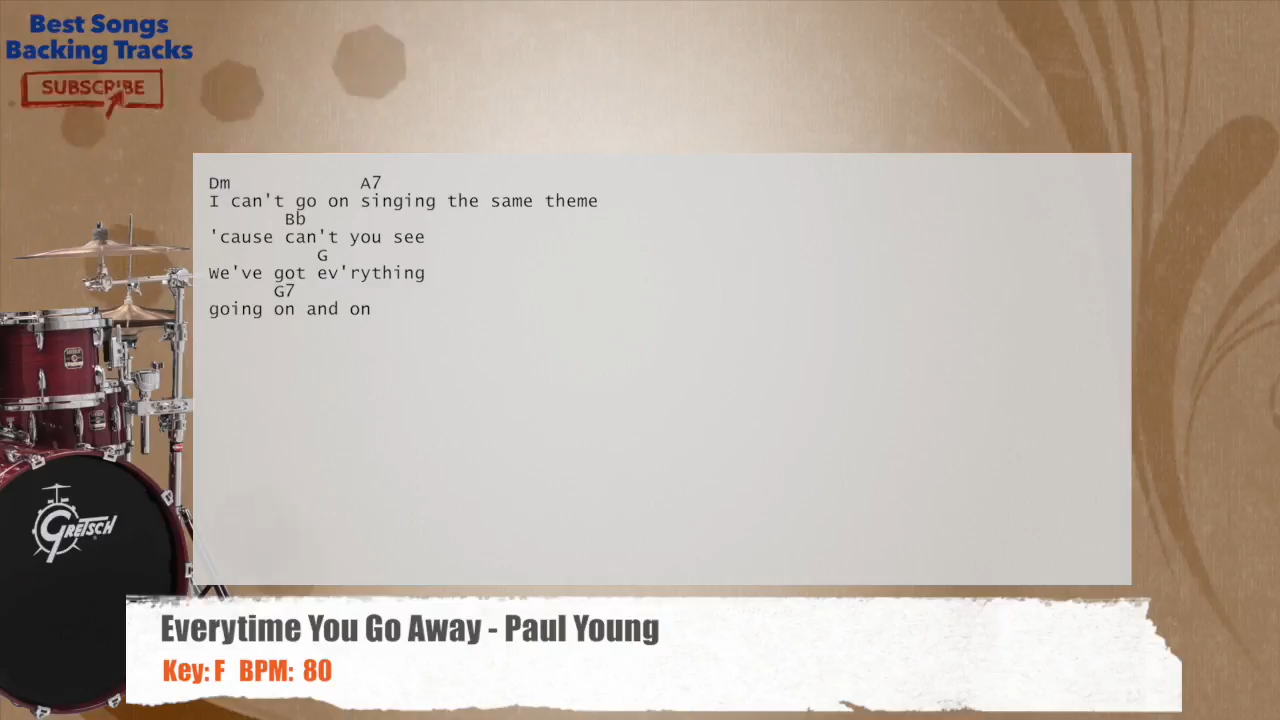 Best Songs
Backing Tracks
SUBSCRIBE
Dm A7
I can't go on singing the same theme
Bb
'cause can't you see
G
We've got ev'rything
G7
going on and on
GRETSCH
Everytime You Go Away - Paul Young
Key: F BPM: 80